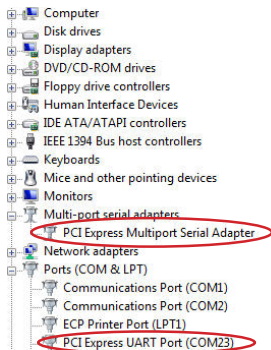 Computer
Disk drives
Display adapters
DVD/CD-ROM drives
Floppy drive controllers
Human Interface Devices
IDE ATA/ATAPI controllers
IEEE 1394 Bus host controllers
Keyboards
Mice and other pointing devices
Monitors
Multi-port serial adapters
PCI Express Multiport Serial Adapter
Network adapters
Ports (COM & LPT)
Communications Port (COM1)
Communications Port (COM2)
ECP Printer Port (LPT1)
PCI Express UART Port (COM23)